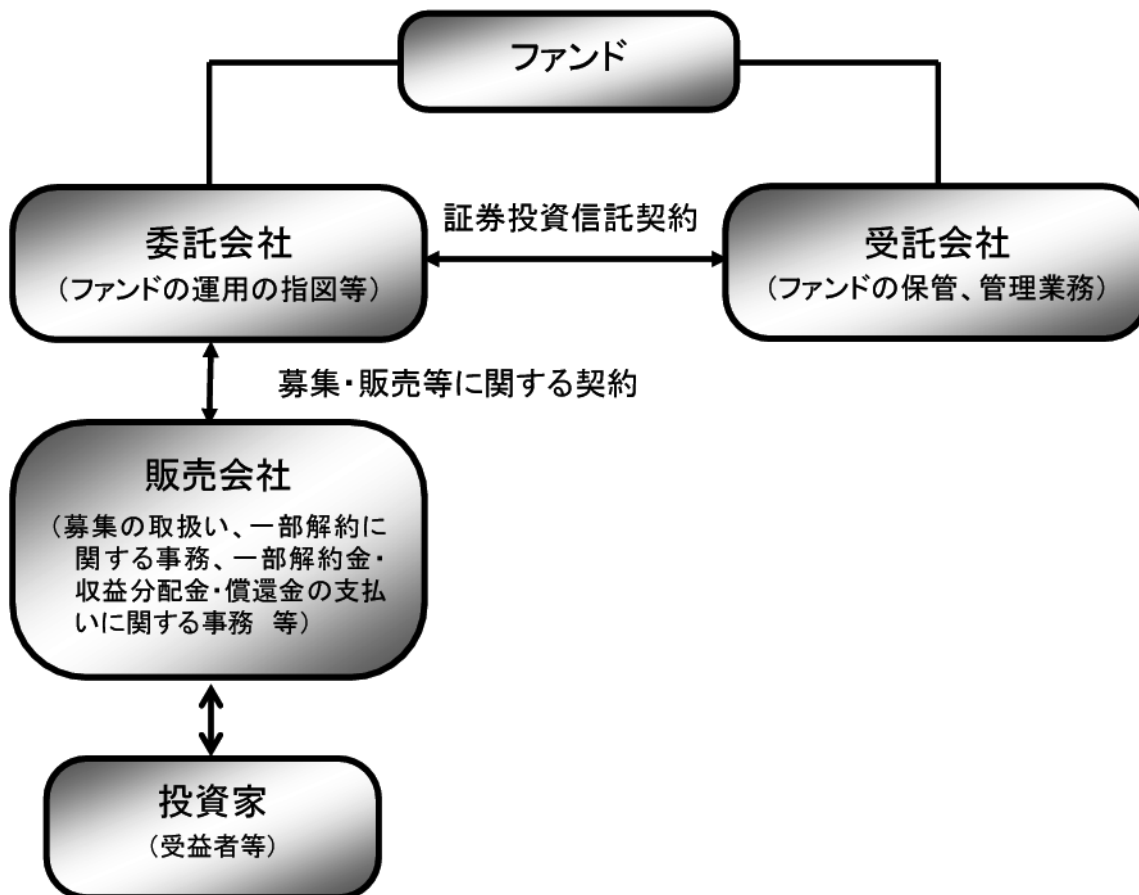 ファンド
委託会社
（ファンドの運用の指図等）
証券投資信託契約
受託会社
（ファンドの保管、管理業務）
募集・販売等に関する契約
販売会社
（募集の取扱い、一部解約に
関する事務、一部解約金・
収益分配金・償還金の支払
いに関する事務　等）
投資家
（受益者等）